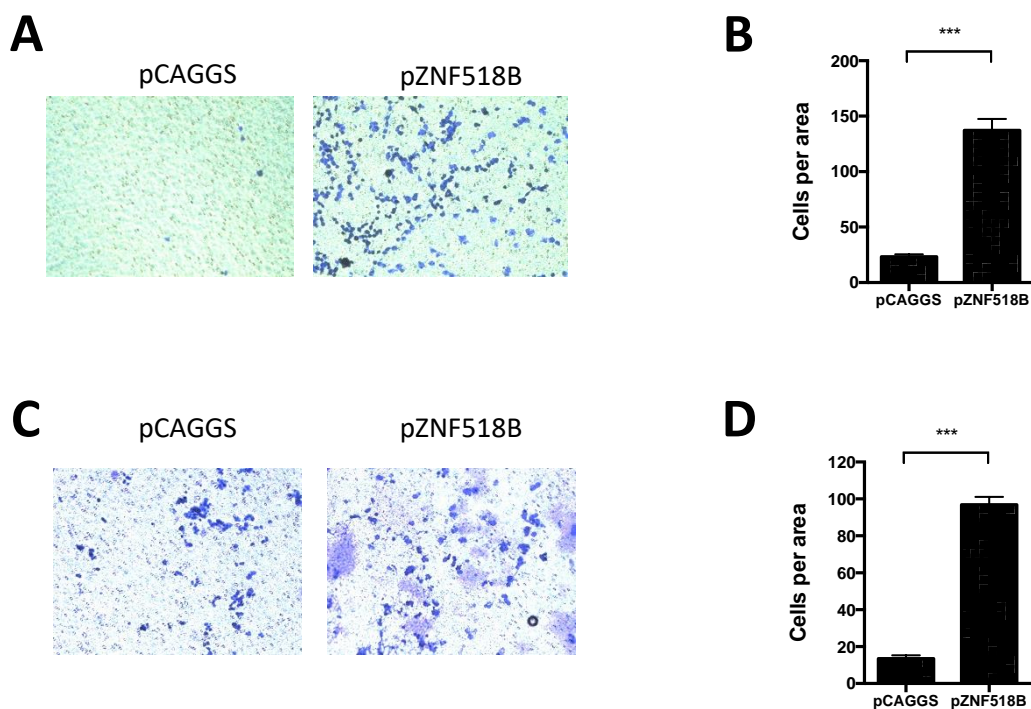 A
pCAGGS
pZNF518B
B
***
200
150
100
50
0
Cells per area
pCAGGS
pZNF518B
C
pCAGGS
pZNF518B
D
***
120
100
80
60
40
20
0
Cells per area
pCAGGS
pZNF518B